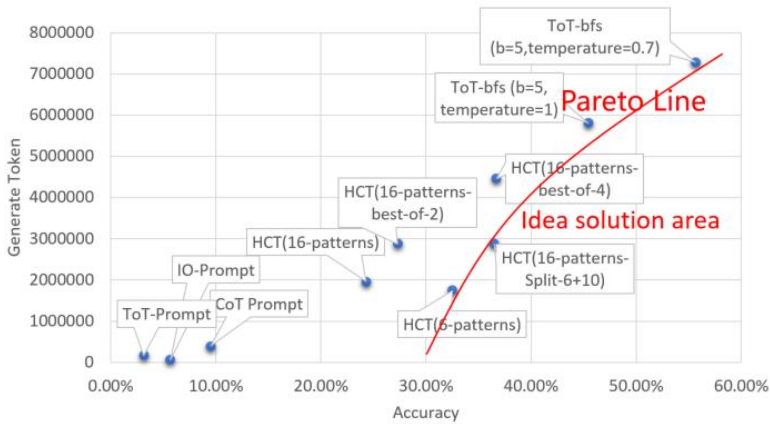 8000000
7000000
6000000
5000000
4000000
3000000
2000000
1000000
0
Generate Token
ToT-bfs
(b=5,temperature=0.7)
ToT-bfs (b=5,
temperature=1)
Pareto Line
HCT(16-patterns-
best-of-4)
HCT(16-patterns-
best-of-2)
Idea solution area
HCT(16-patterns)
HCT(16-patterns-
Split-6+10)
IO-Prompt
CoT Prompt
ToT-Prompt
HCT(6-patterns)
0.00% 10.00% 20.00% 30.00% 40.00% 50.00% 60.00%
Accuracy